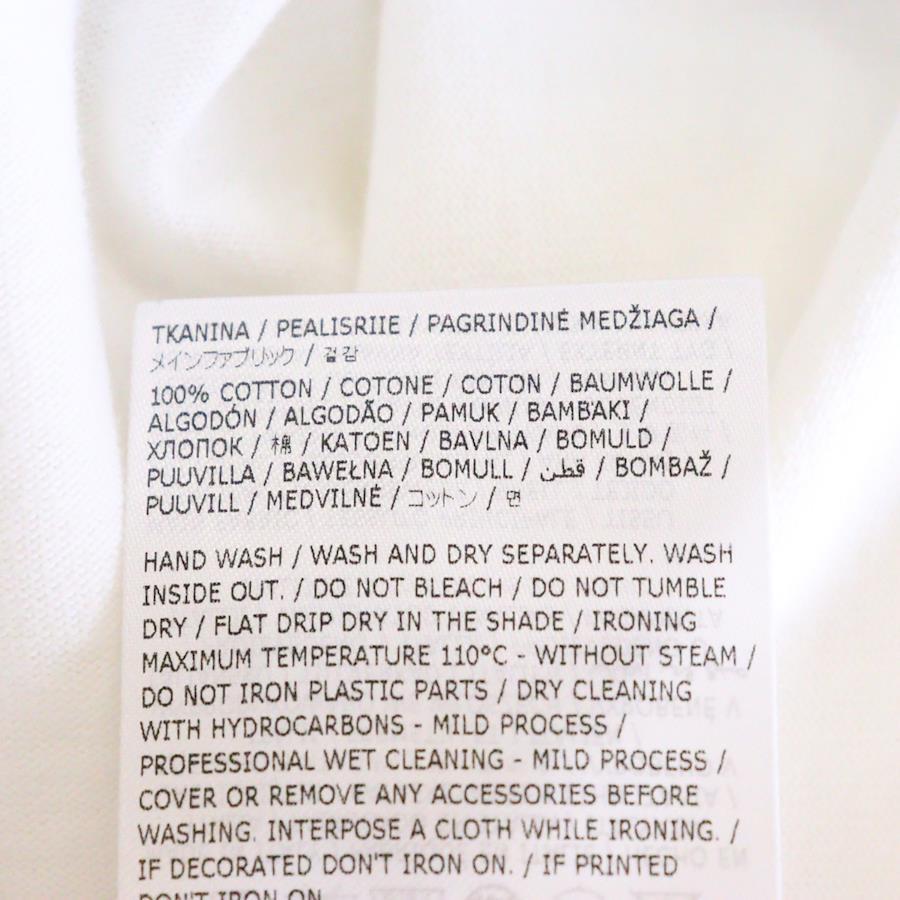 TKANINA / PEALISRIIE / PAGRINDINĖ MEDŽIAGA /
メインファブリック / 겉감
100% COTTON / COTONE / COTON / BAUMWOLLE /
ALGODÓN / ALGODÃO / PAMUK / BAMBAKI /
ХЛОПОК / 棉 / KATOEN / BAVLNA / BOMULD /
PUUVILLA / BAWEŁNA / BOMULL / قطن / BOMBAŽ /
PUUVILL / MEDVILNĖ / コットン / 면
HAND WASH / WASH AND DRY SEPARATELY. WASH
INSIDE OUT. / DO NOT BLEACH / DO NOT TUMBLE
DRY / FLAT DRIP DRY IN THE SHADE / IRONING
MAXIMUM TEMPERATURE 110°C - WITHOUT STEAM /
DO NOT IRON PLASTIC PARTS / DRY CLEANING
WITH HYDROCARBONS - MILD PROCESS /
PROFESSIONAL WET CLEANING - MILD PROCESS /
COVER OR REMOVE ANY ACCESSORIES BEFORE
WASHING. INTERPOSE A CLOTH WHILE IRONING. /
IF DECORATED DON'T IRON ON. / IF PRINTED
DON'T IRON ON